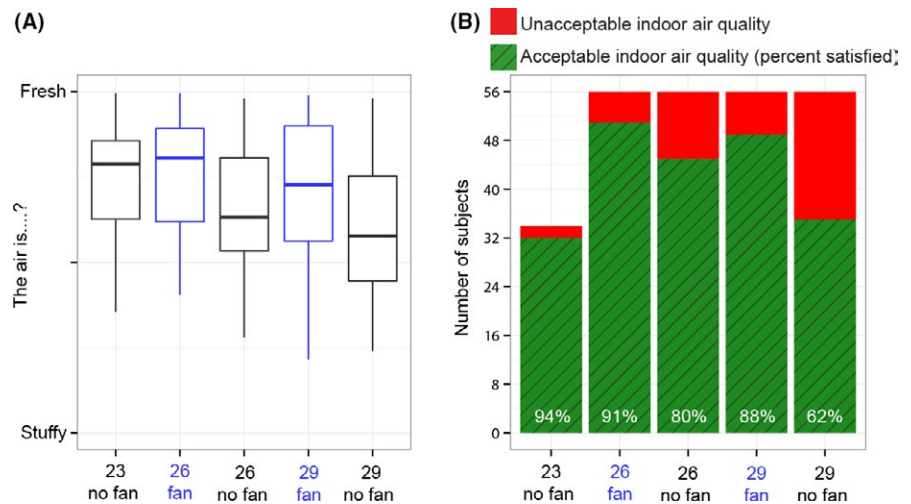 (A)
Fresh
The air is....?
Stuffy
23
no fan
26
fan
26
no fan
29
fan
29
no fan
(B)
Unacceptable indoor air quality
Acceptable indoor air quality (percent satisfied)
Number of subjects
56
48
40
32
24
16
8
0
94%
91%
80%
88%
62%
23
no fan
26
fan
26
no fan
29
fan
29
no fan